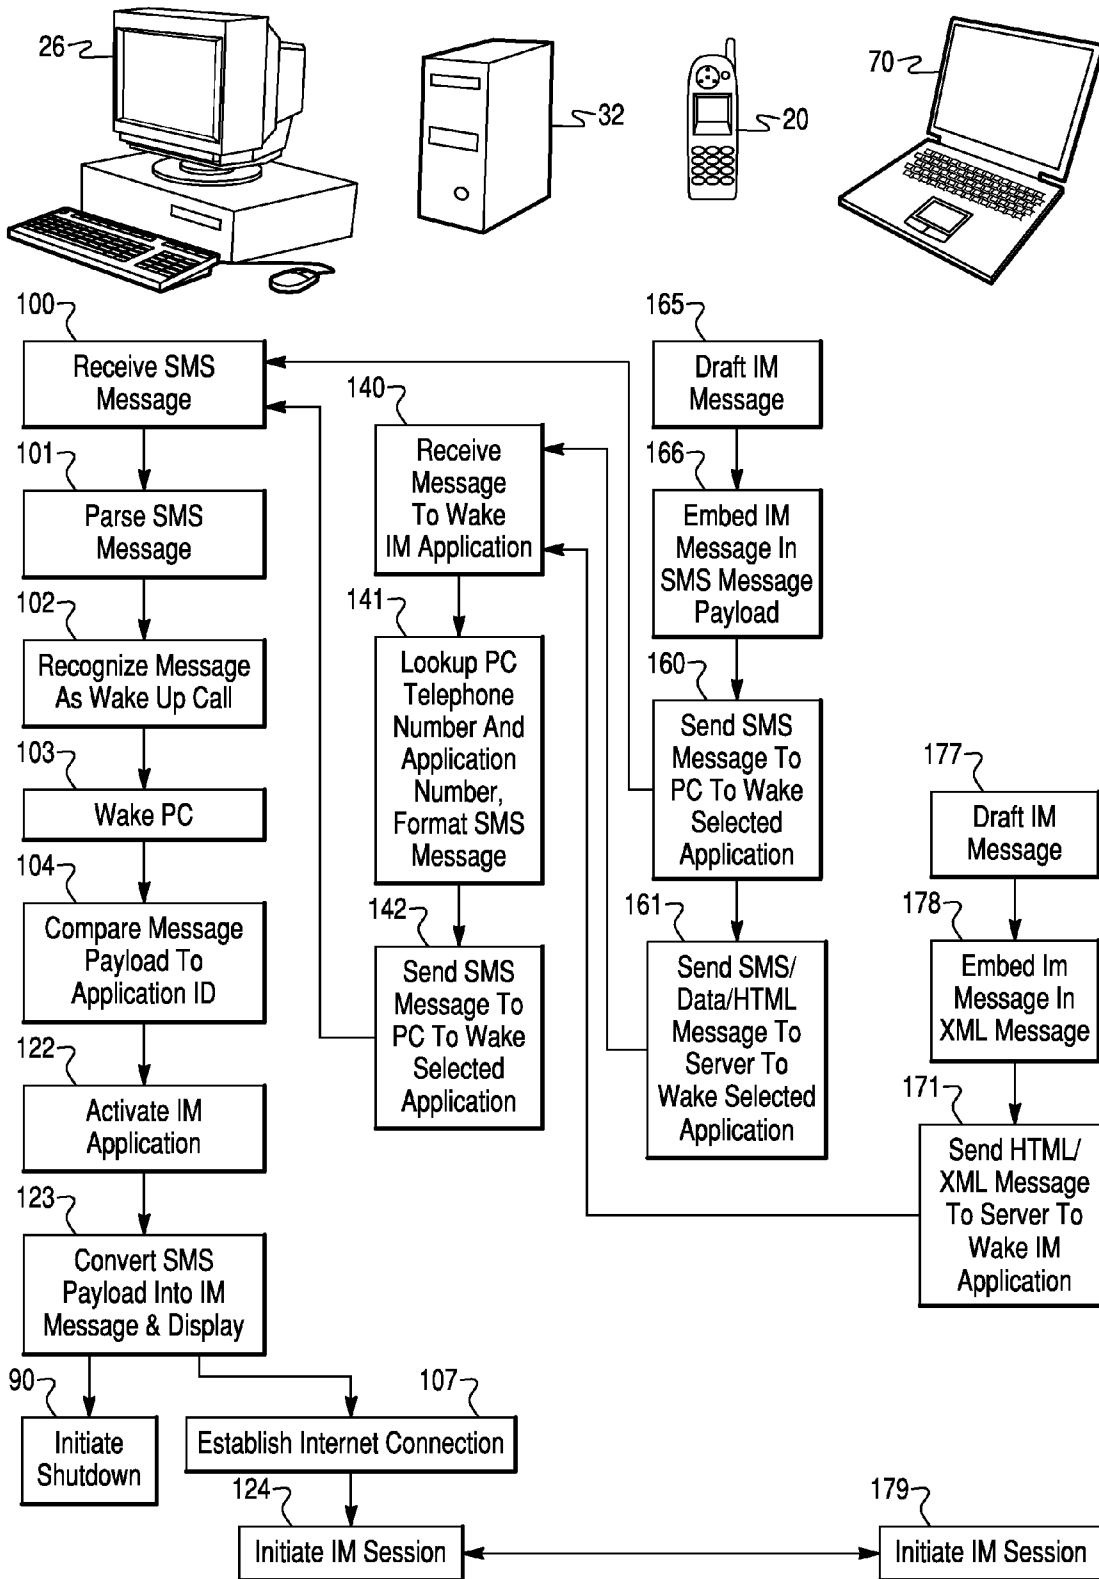 26
32
20
70
100
Receive SMS
Message
101
Parse SMS
Message
102
Recognize Message
As Wake Up Call
103
Wake PC
104
Compare Message
Payload To
Application ID
122
Activate IM
Application
123
Convert SMS
Payload Into IM
Message & Display
90
Initiate
Shutdown
107
Establish Internet Connection
124
Initiate IM Session
140
Receive
Message
To Wake
IM Application
141
Lookup PC
Telephone
Number And
Application
Number,
Format SMS
Message
142
Send SMS
Message To
PC To Wake
Selected
Application
165
Draft IM
Message
166
Embed IM
Message In
SMS Message
Payload
160
Send SMS
Message To
PC To Wake
Selected
Application
161
Send SMS/
Data/HTML
Message To
Server To
Wake Selected
Application
177
Draft IM
Message
178
Embed Im
Message In
XML Message
171
Send HTML/
XML Message
To Server To
Wake IM
Application
179
Initiate IM Session